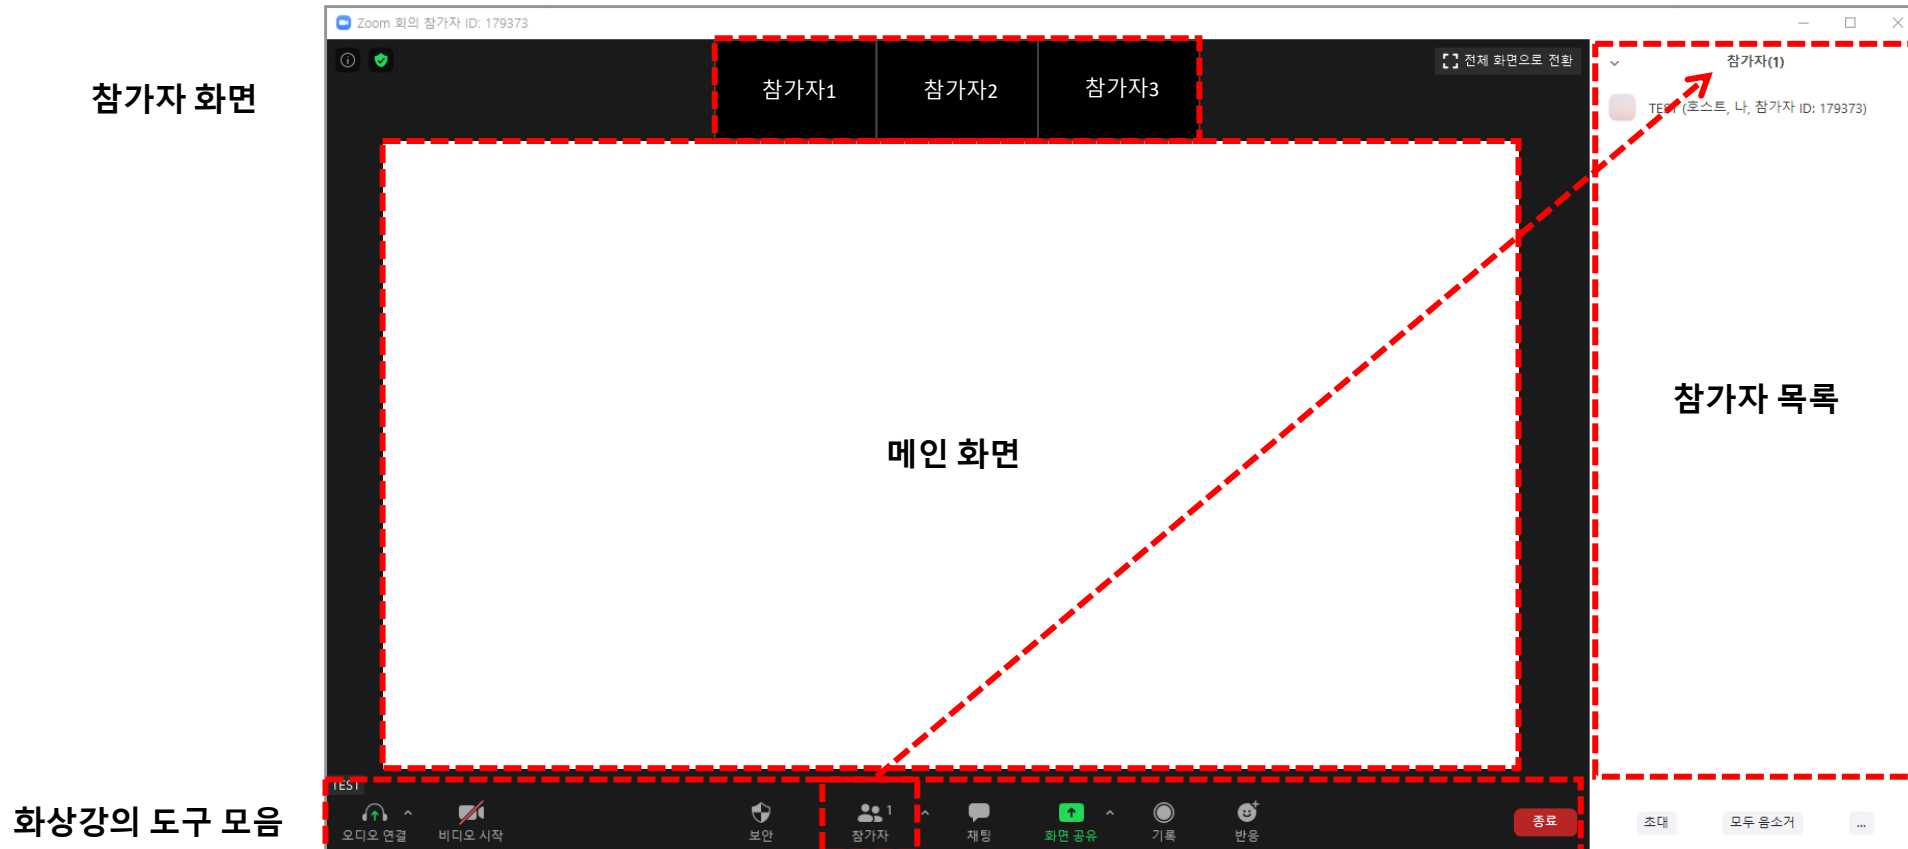 Zoom 회의 참가자 ID: 179373
전체 화면으로 전환
참가자 화면
참가자1
참가자2
참가자3
참가자(1)
TEST (호스트, 나, 참가자 ID: 179373)
메인 화면
참가자 목록
TEST
화상강의 도구 모음
오디오 연결
비디오 시작
보안
참가자 1
채팅
화면 공유
기록
반응
종료
초대
모두 음소거
...